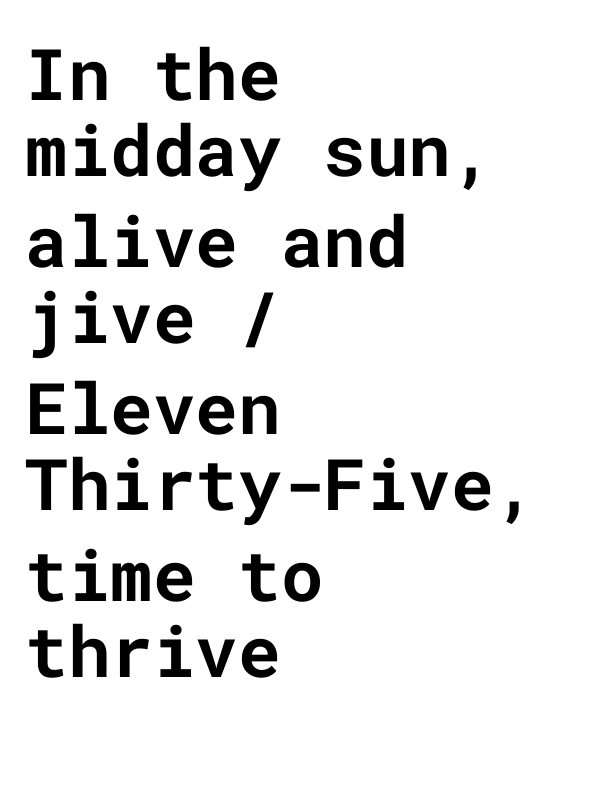 In the
midday sun,
alive and
jive /
Eleven
Thirty-Five,
time to
thrive